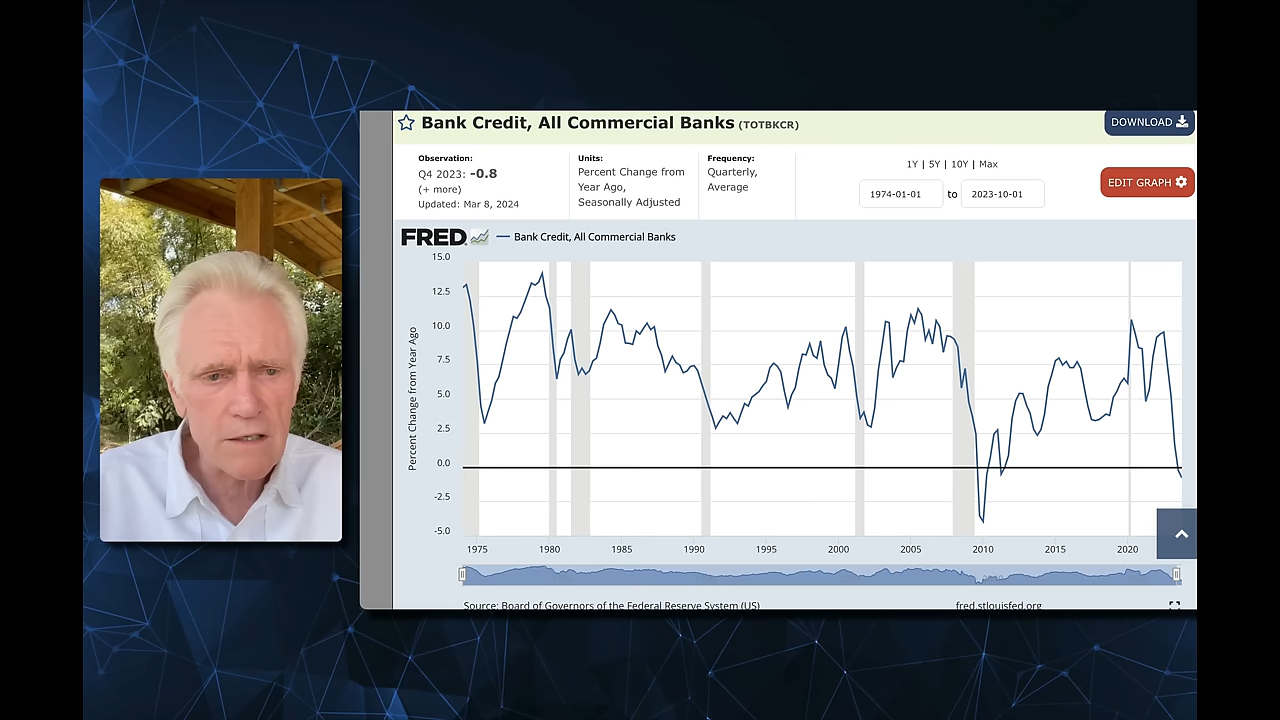 Bank Credit, All Commercial Banks (TOTBKCR)
DOWNLOAD
Observation:
Q4 2023: -0.8
(+ more)
Updated: Mar 8, 2024
Units:
Percent Change from
Year Ago,
Seasonally Adjusted
Frequency:
Quarterly,
Average
1Y | 5Y | 10Y | Max
1974-01-01 to 2023-10-01
EDIT GRAPH
FRED
Bank Credit, All Commercial Banks
Percent Change from Year Ago
15.0
12.5
10.0
7.5
5.0
2.5
0.0
-2.5
-5.0
1975 1980 1985 1990 1995 2000 2005 2010 2015 2020
Source: Board of Governors of the Federal Reserve System (US)
fred.stlouisfed.org